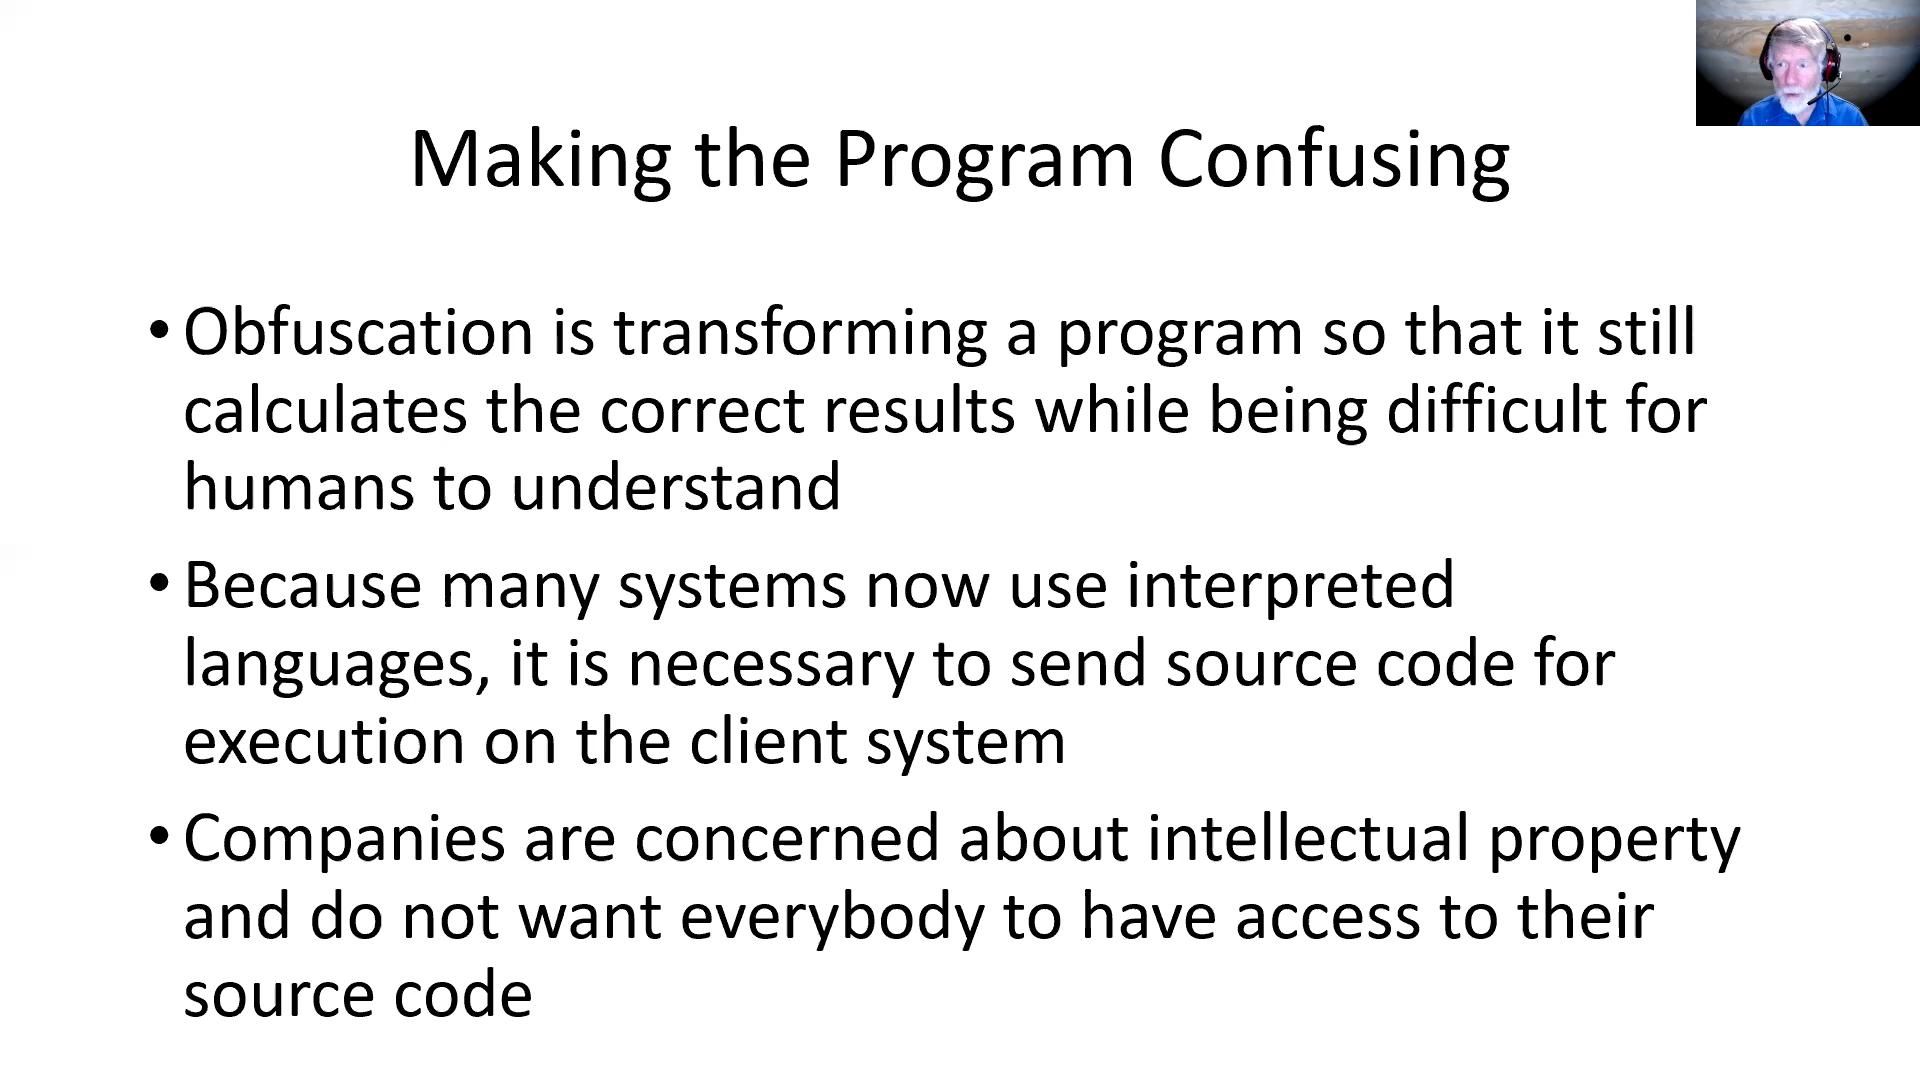 Making the Program Confusing
• Obfuscation is transforming a program so that it still
calculates the correct results while being difficult for
humans to understand
• Because many systems now use interpreted
languages, it is necessary to send source code for
execution on the client system
• Companies are concerned about intellectual property
and do not want everybody to have access to their
source code